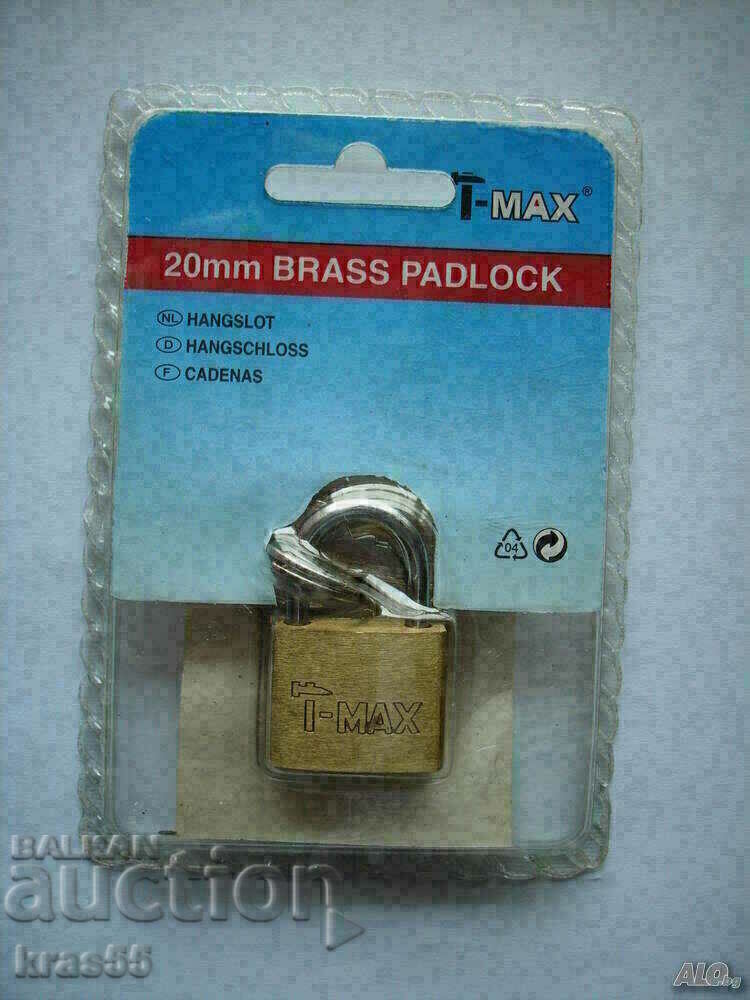 T-MAX®
20mm BRASS PADLOCK
NL HANGSLOT
D HANGSCHLOSS
F CADENAS
04
T-MAX
BALKAN
auction
kras55
ALO.bg